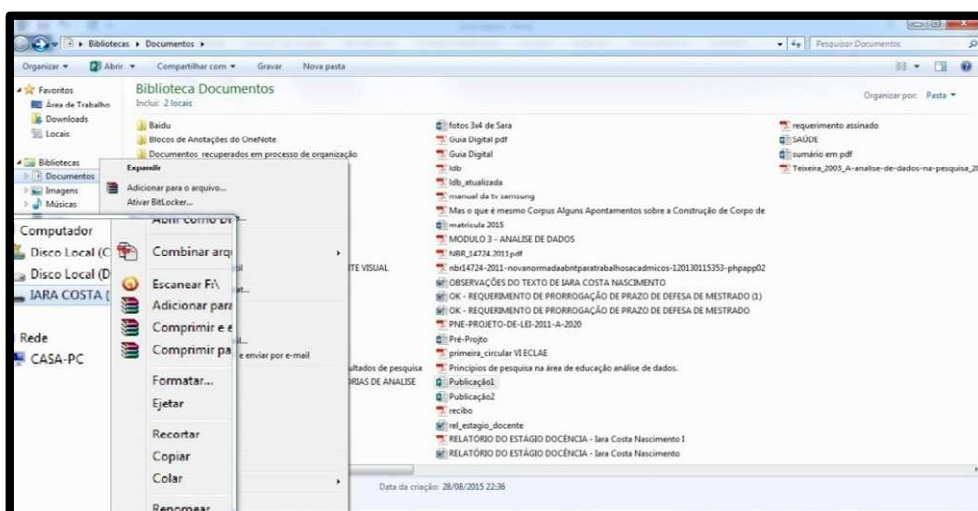 Bibliotecas ▸ Documentos ▸
Pesquisar Documentos
Organizar Abrir Compartilhar com Gravar Nova pasta
Favoritos
Área de Trabalho
Downloads
Locais
Bibliotecas
Documentos
Imagens
Músicas
Biblioteca Documentos
Inclui: 2 locais
Organizar por: Pasta
Baidu
Blocos de Anotações do OneNote
Documentos recuperados em processo de organização
Expandir
Adicionar para o arquivo...
Ativar BitLocker...
Computador
Disco Local (C
Disco Local (D
IARA COSTA (
Rede
CASA-PC
Combinar arq
Escanear F:\
Adicionar para
Comprimir e e
Comprimir pa
Formatar...
Ejetar
Recortar
Copiar
Colar
Renomear
TE VISUAL
e enviar por e-mail
ultados de pesquisa
RIAS DE ANALISE
fotos 3x4 de Sara
Guia Digital pdf
Guia Digital
ldb
ldb_atualizada
manual da tv samsung
Mas o que é mesmo Corpus Alguns Apontamentos sobre a Construção de Corpo de
matricula 2015
MODULO 3 - ANALISE DE DADOS
NBR_14724.2011pdf
nbr14724-2011-novanormadaabntparatrabalhosacadmicos-120130115353-phpapp02
OBSERVAÇÕES DO TEXTO DE IARA COSTA NASCIMENTO
OK - REQUERIMENTO DE PRORROGAÇÃO DE PRAZO DE DEFESA DE MESTRADO (1)
OK - REQUERIMENTO DE PRORROGAÇÃO DE PRAZO DE DEFESA DE MESTRADO
PNE-PROJETO-DE-LEI-2011-A-2020
Pré-Projto
primeira_circular VI ECLAE
Princípios de pesquisa na área de educação análise de dados.
Publicação1
Publicação2
recibo
rel_estagio_docente
RELATÓRIO DO ESTÁGIO DOCÊNCIA - Iara Costa Nascimento I
RELATÓRIO DO ESTÁGIO DOCÊNCIA - Iara Costa Nascimento
requerimento assinado
SAÚDE
sumário em pdf
Teixeira_2003_A-analise-de-dados-na-pesquisa_20
Data da criação: 28/08/2015 22:36